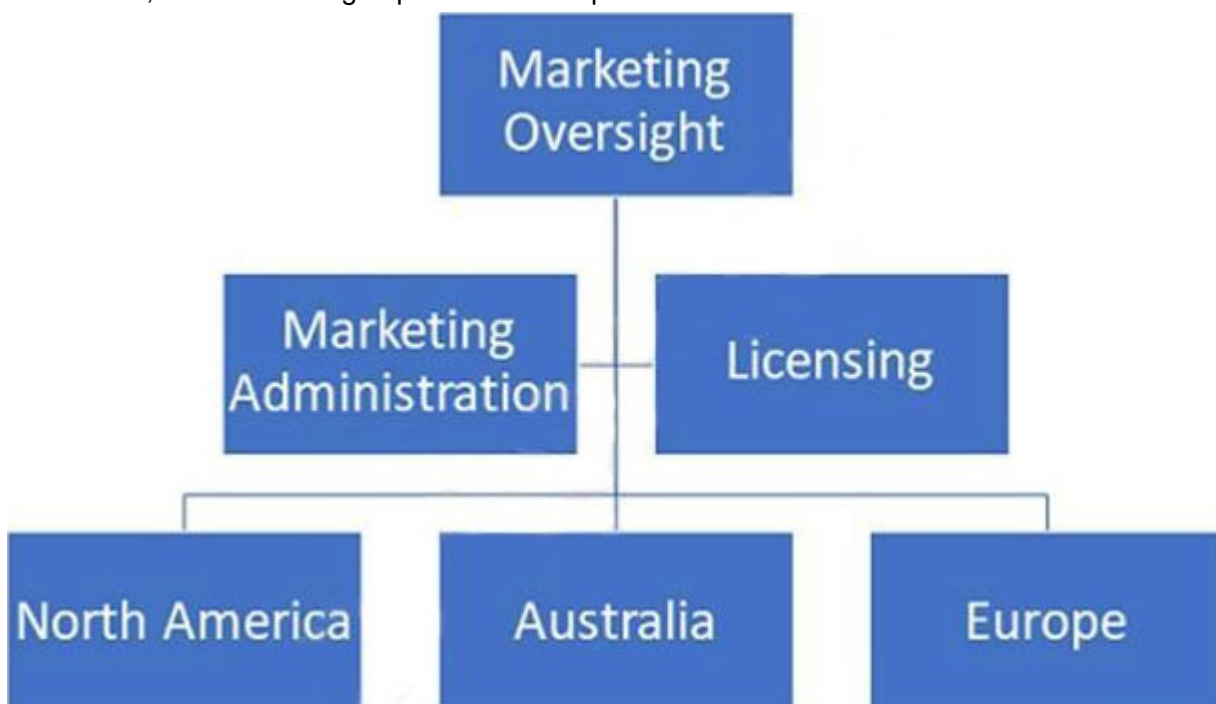 Marketing
Oversight
Marketing
Administration
Licensing
North America
Australia
Europe